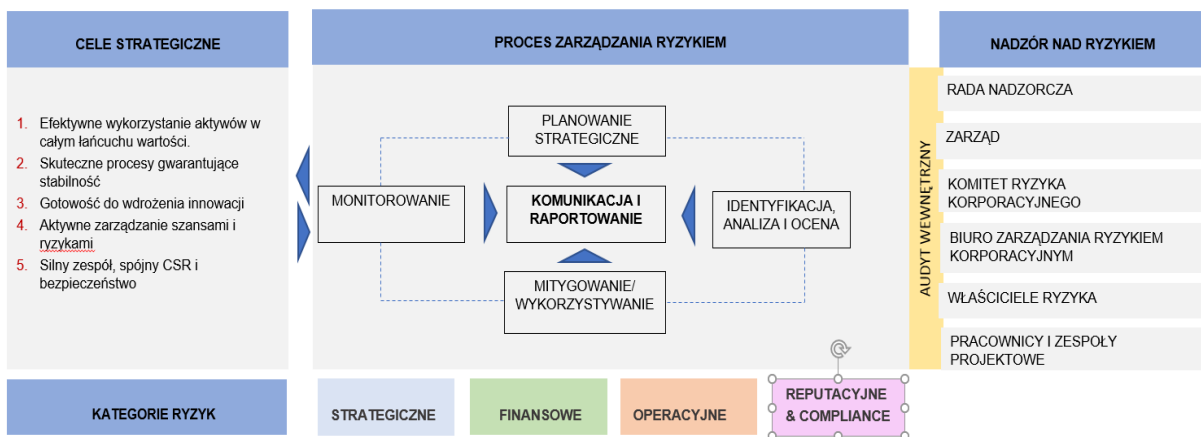 CELE STRATEGICZNE
1. Efektywne wykorzystanie aktywów w
całym łańcuchu wartości.
2. Skuteczne procesy gwarantujące
stabilność
3. Gotowość do wdrożenia innowacji
4. Aktywne zarządzanie szansami i
ryzykami
5. Silny zespół, spójny CSR i
bezpieczeństwo
PROCES ZARZĄDZANIA RYZYKIEM
PLANOWANIE
STRATEGICZNE
MONITOROWANIE
KOMUNIKACJA I
RAPORTOWANIE
IDENTYFIKACJA,
ANALIZA I OCENA
MITYGOWANIE/
WYKORZYSTYWANIE
AUDYT WEWNĘTRZNY
NADZÓR NAD RYZYKIEM
RADA NADZORCZA
ZARZĄD
KOMITET RYZYKA
KORPORACYJNEGO
BIURO ZARZĄDZANIA RYZYKIEM
KORPORACYJNYM
WŁAŚCICIELE RYZYKA
PRACOWNICY I ZESPOŁY
PROJEKTOWE
KATEGORIE RYZYK
STRATEGICZNE
FINANSOWE
OPERACYJNE
REPUTACYJNE
& COMPLIANCE